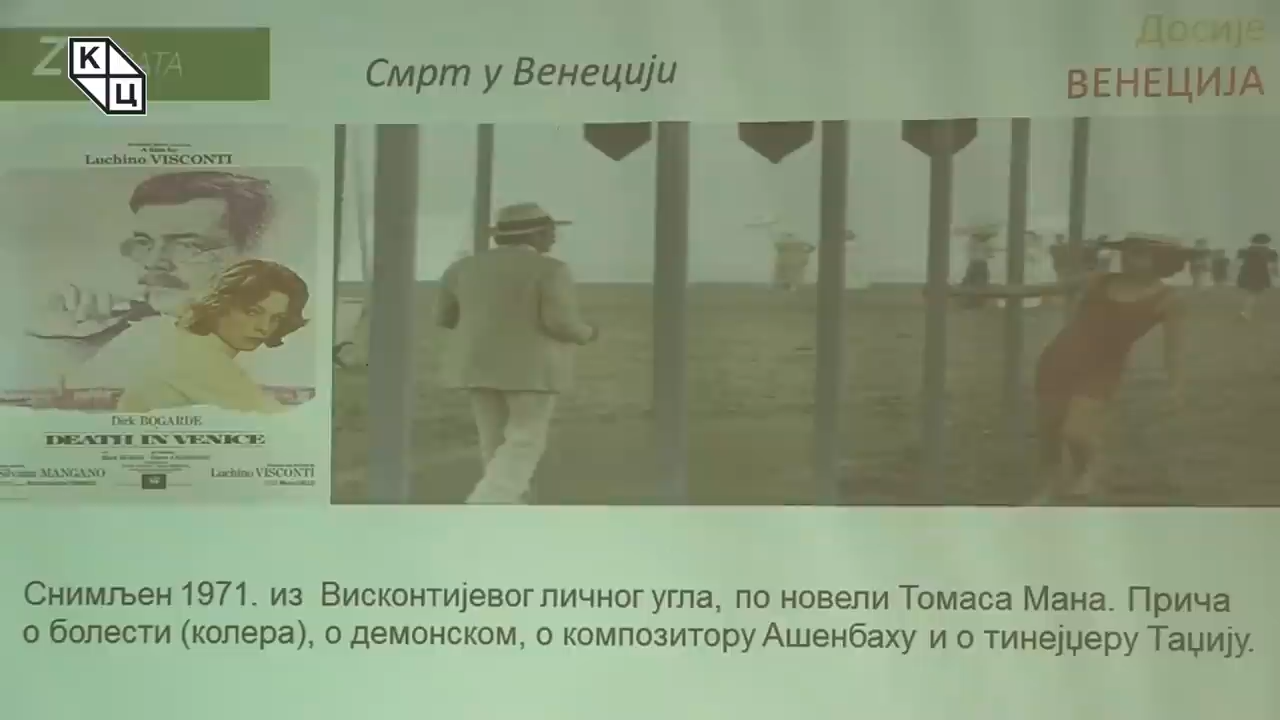 К
Ц
Z
АТА
Смрт у Венецији
Досије
ВЕНЕЦИЈА
A film by
Luchino VISCONTI
Dirk BOGARDE
DEATH IN VENICE
Silvana MANGANO
Luchino VISCONTI
Снимљен 1971. из Висконтијевог личног угла, по новели Томаса Мана. Прича
о болести (колера), о демонском, о композитору Ашенбаху и о тинејџеру Таџију.